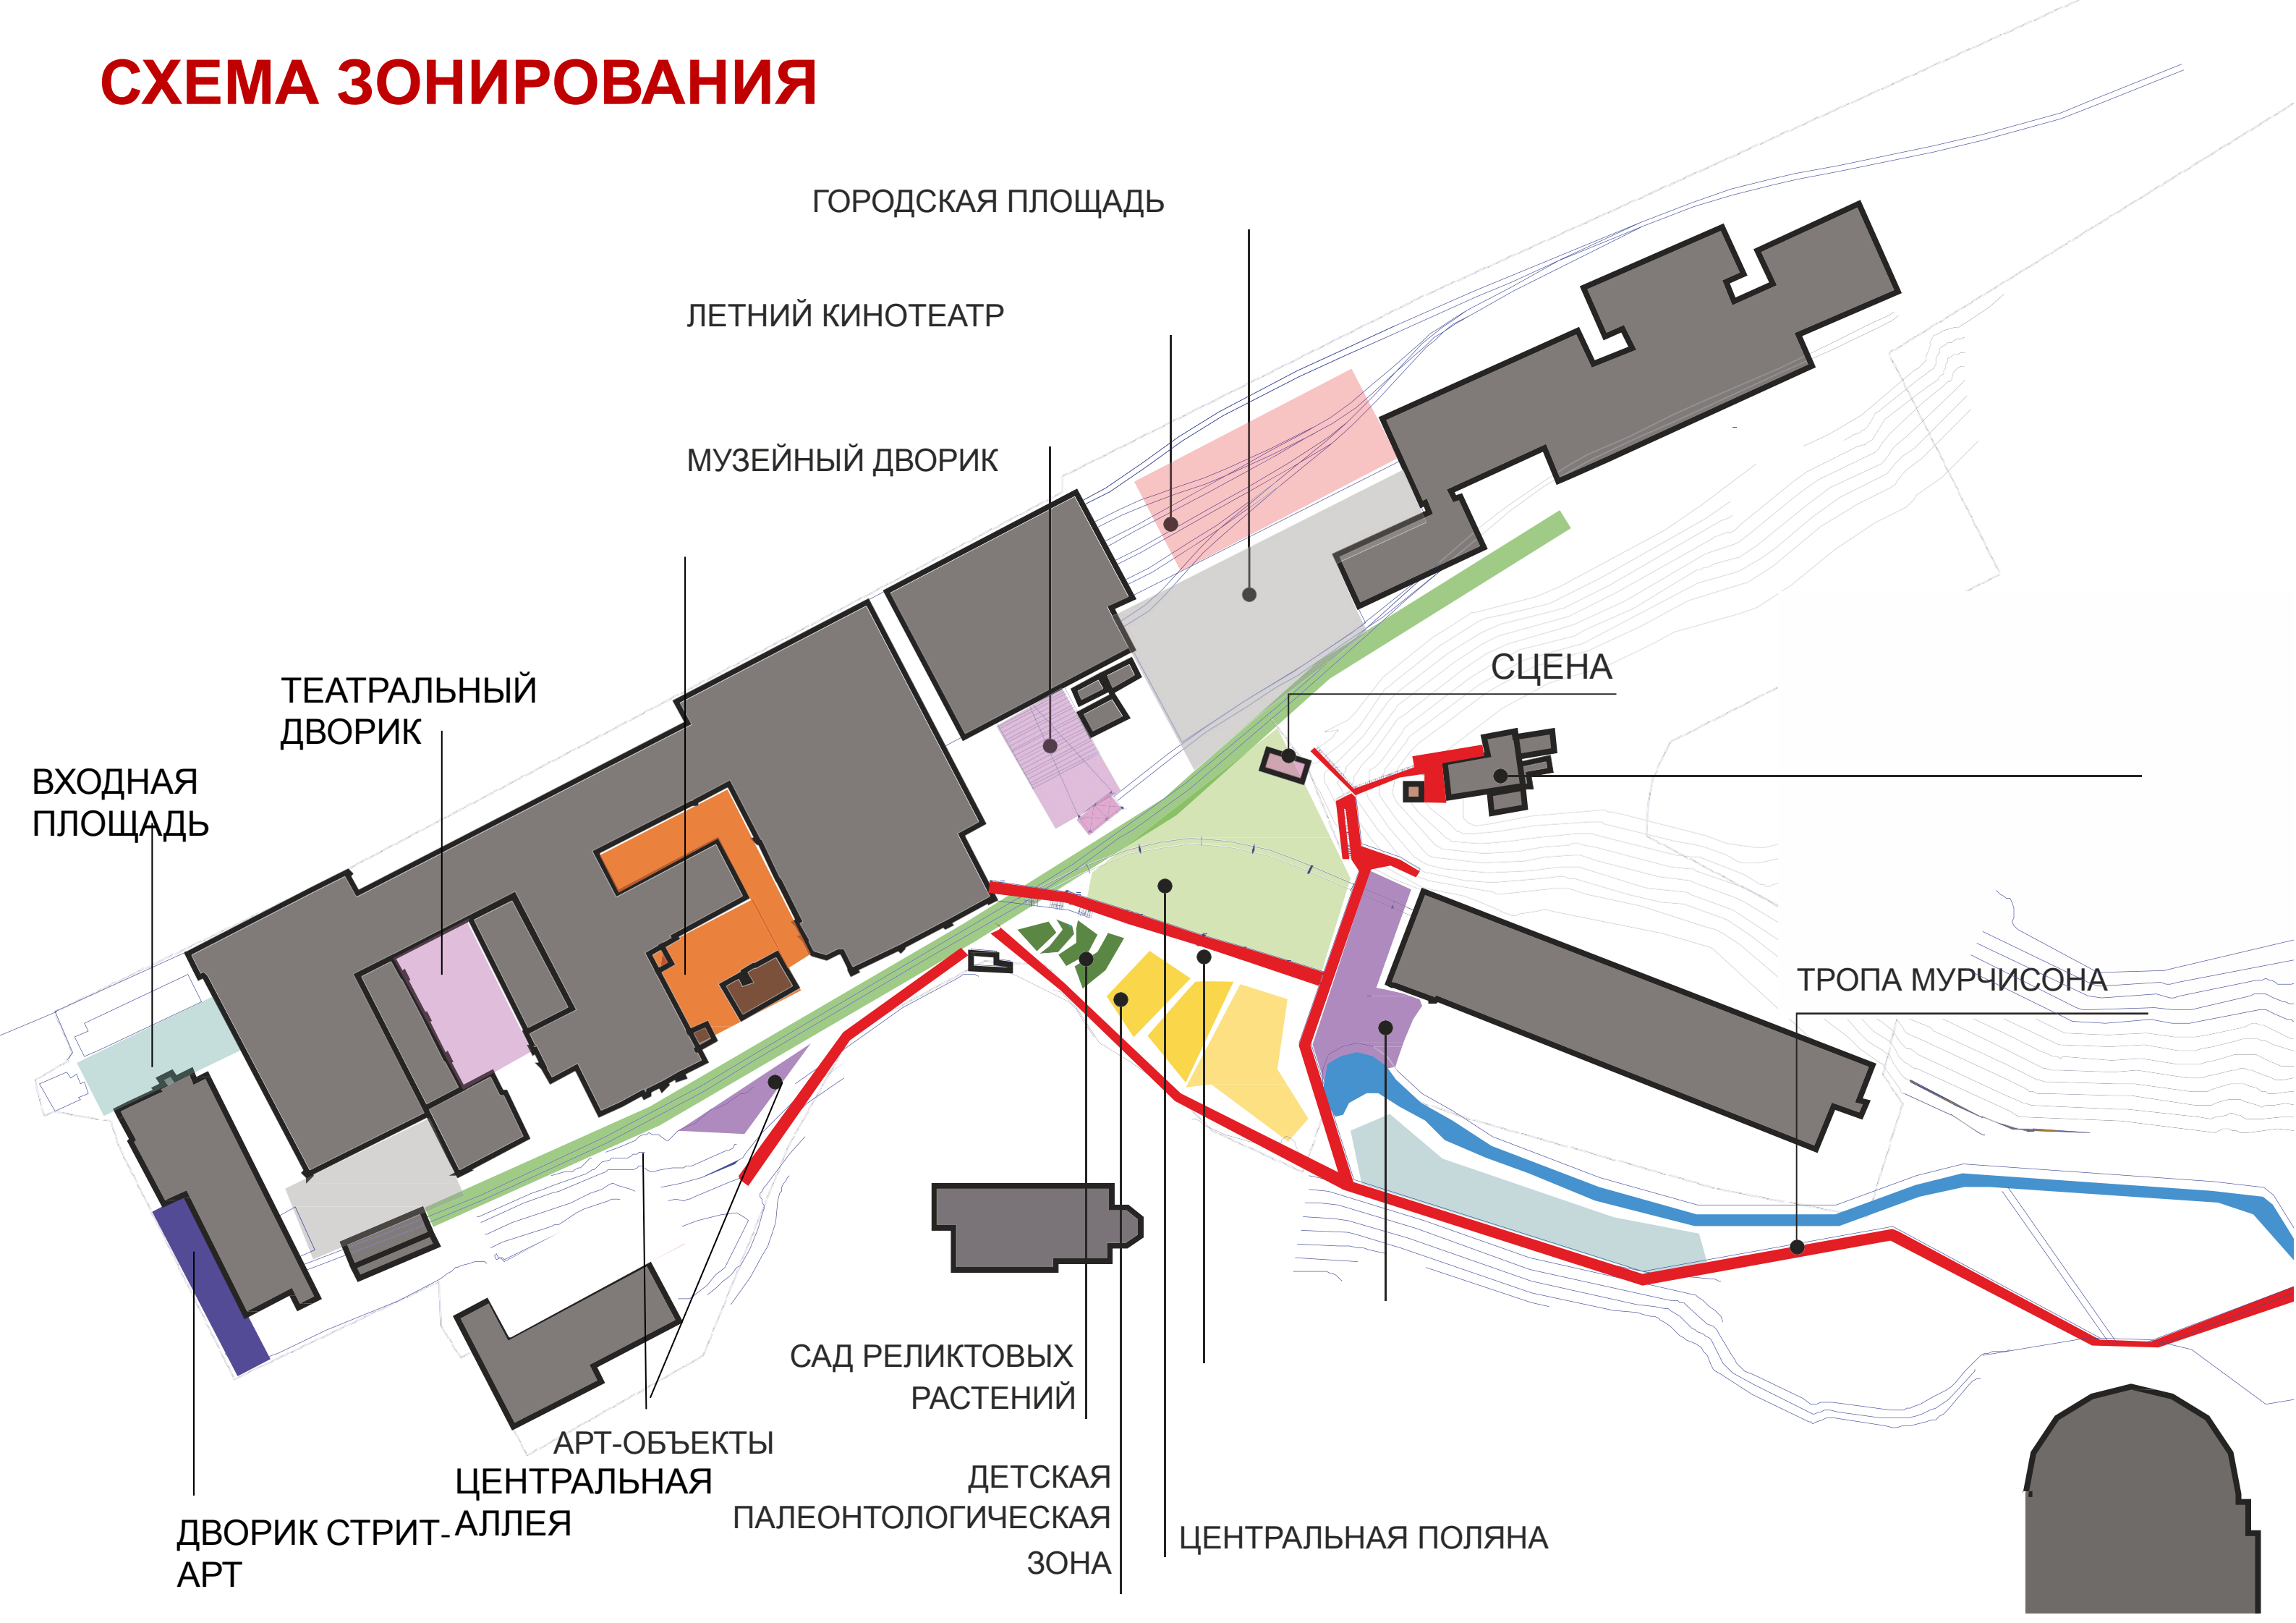 СХЕМА ЗОНИРОВАНИЯ
ГОРОДСКАЯ ПЛОЩАДЬ
ЛЕТНИЙ КИНОТЕАТР
МУЗЕЙНЫЙ ДВОРИК
СЦЕНА
ТЕАТРАЛЬНЫЙ
ДВОРИК
ВХОДНАЯ
ПЛОЩАДЬ
ТРОПА МУРЧИСОНА
САД РЕЛИКТОВЫХ
РАСТЕНИЙ
АРТ-ОБЪЕКТЫ
ЦЕНТРАЛЬНАЯ
АЛЛЕЯ
ДВОРИК СТРИТ-
АРТ
ДЕТСКАЯ
ПАЛЕОНТОЛОГИЧЕСКАЯ
ЗОНА
ЦЕНТРАЛЬНАЯ ПОЛЯНА